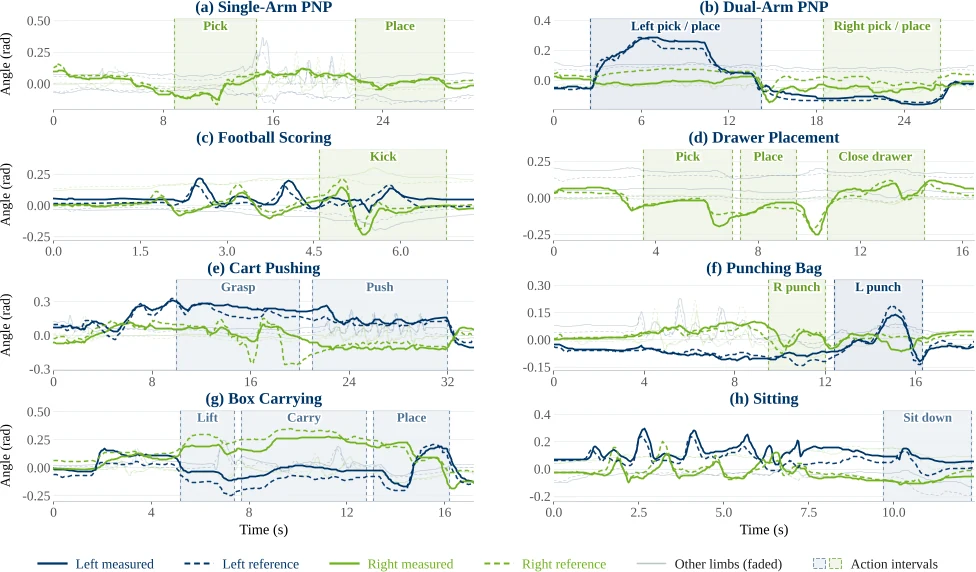 (a) Single-Arm PNP
Angle (rad)
0.50
0.25
0.00
Pick
Place
0
8
16
24
(b) Dual-Arm PNP
0.4
0.2
0.0
Left pick / place
Right pick / place
0
6
12
18
24
(c) Football Scoring
Angle (rad)
0.25
0.00
-0.25
Kick
0.0
1.5
3.0
4.5
6.0
(d) Drawer Placement
0.25
0.00
-0.25
Pick
Place
Close drawer
0
4
8
12
16
(e) Cart Pushing
Angle (rad)
0.3
0.0
-0.3
Grasp
Push
0
8
16
24
32
(f) Punching Bag
0.30
0.15
0.00
-0.15
R punch
L punch
0
4
8
12
16
(g) Box Carrying
Angle (rad)
0.50
0.25
0.00
-0.25
Lift
Carry
Place
0
4
8
12
16
Time (s)
(h) Sitting
0.4
0.2
0.0
-0.2
Sit down
0.0
2.5
5.0
7.5
10.0
Time (s)
Left measured
Left reference
Right measured
Right reference
Other limbs (faded)
Action intervals